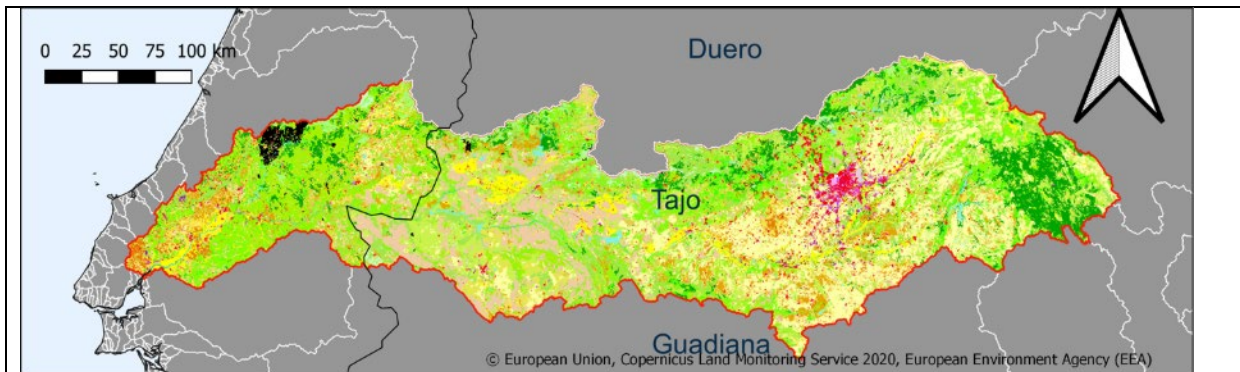 0 25 50 75 100 km
Duero
Tajo
Guadiana
© European Union, Copernicus Land Monitoring Service 2020, European Environment Agency (EEA)